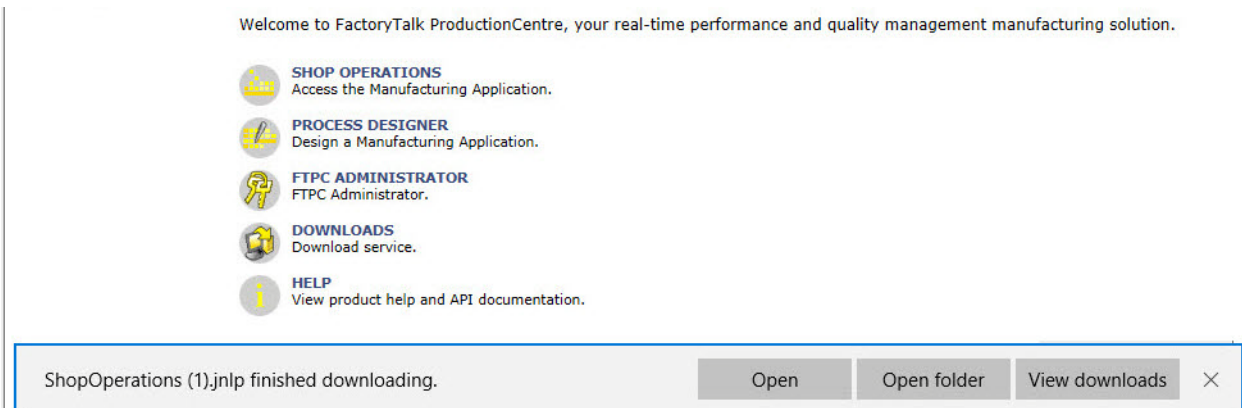 Welcome to FactoryTalk ProductionCentre, your real-time performance and quality management manufacturing solution.
SHOP OPERATIONS
Access the Manufacturing Application.
PROCESS DESIGNER
Design a Manufacturing Application.
FTPC ADMINISTRATOR
FTPC Administrator.
DOWNLOADS
Download service.
HELP
View product help and API documentation.
ShopOperations (1).jnlp finished downloading. Open Open folder View downloads